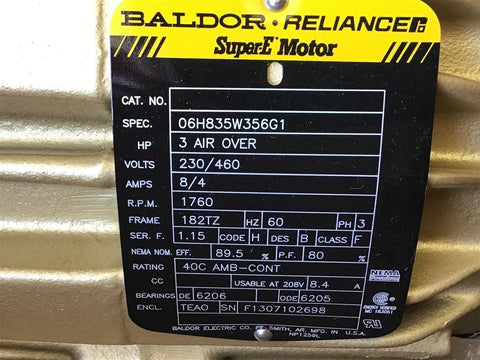 BALDOR • RELIANCE
Super-E Motor
CAT. NO.
SPEC. 06H835W356G1
HP 3 AIR OVER
VOLTS 230/460
AMPS 8/4
R.P.M. 1760
FRAME 182TZ HZ 60 PH 3
SER. F. 1.15 CODE H DES B CLASS F
NEMA NOM. EFF. 89.5 % P.F. 80 %
RATING 40C AMB-CONT
NEMA
CC USABLE AT 208V 8.4 A
BEARINGS DE 6206 ODE 6205
ENERGY VERIFIED
ENCL. TEAO SN F1307102698
BALDOR ELECTRIC CO. FT. SMITH, AR. MFG. IN U.S.A.